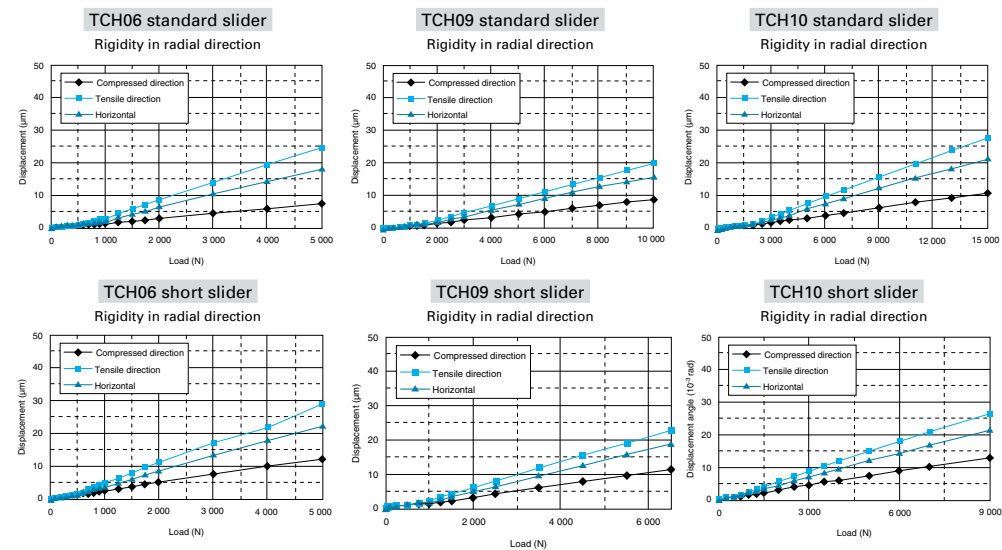 TCH06 standard slider
Rigidity in radial direction
Displacement (μm)
50
40
30
20
10
0
Compressed direction
Tensile direction
Horizontal
0 1 000 2 000 3 000 4 000 5 000
Load (N)
TCH09 standard slider
Rigidity in radial direction
Displacement (μm)
50
40
30
20
10
0
Compressed direction
Tensile direction
Horizontal
0 2 000 4 000 6 000 8 000 10 000
Load (N)
TCH10 standard slider
Rigidity in radial direction
Displacement (μm)
50
40
30
20
10
0
Compressed direction
Tensile direction
Horizontal
0 3 000 6 000 9 000 12 000 15 000
Load (N)
TCH06 short slider
Rigidity in radial direction
Displacement (μm)
50
40
30
20
10
0
Compressed direction
Tensile direction
Horizontal
0 1 000 2 000 3 000 4 000 5 000
Load (N)
TCH09 short slider
Rigidity in radial direction
Displacement (μm)
50
40
30
20
10
0
Compressed direction
Tensile direction
Horizontal
0 2 000 4 000 6 000
Load (N)
TCH10 short slider
Rigidity in radial direction
Displacement angle (10⁻³ rad)
50
40
30
20
10
0
Compressed direction
Tensile direction
Horizontal
0 3 000 6 000 9 000
Load (N)